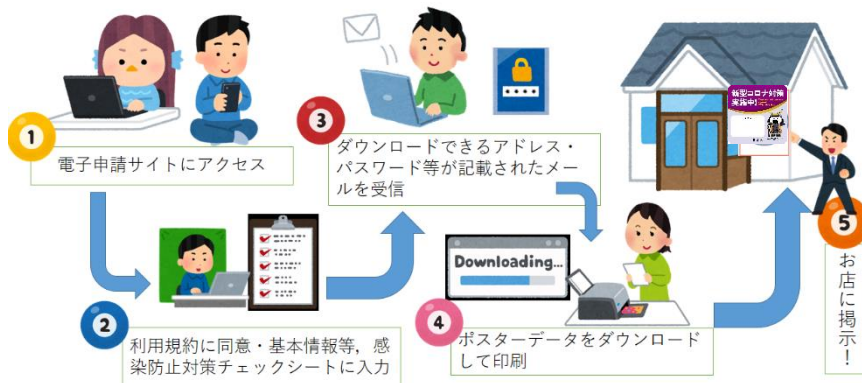 1
電子申請サイトにアクセス
2
利用規約に同意・基本情報等，感
染防止対策チェックシートに入力
3
ダウンロードできるアドレス・
パスワード等が記載されたメー
ルを受信
Downloading...
4
ポスターデータをダウンロード
して印刷
新型コロナ対策
実施中!
5
お店に掲示！